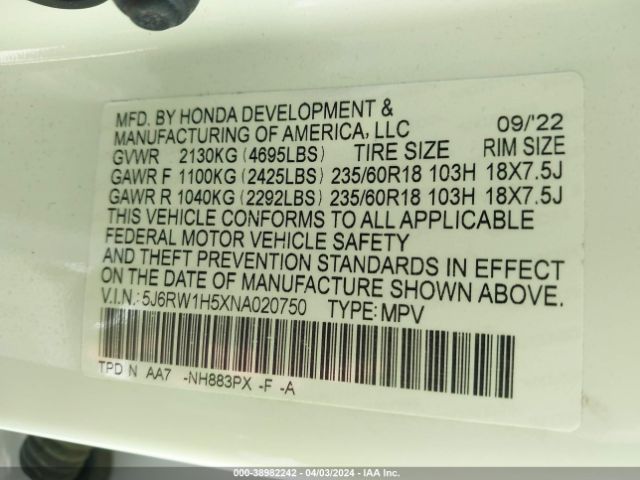 MFD. BY HONDA DEVELOPMENT &
MANUFACTURING OF AMERICA, LLC 09/'22
GVWR 2130KG (4695LBS) TIRE SIZE RIM SIZE
GAWR F 1100KG (2425LBS) 235/60R18 103H 18X7.5J
GAWR R 1040KG (2292LBS) 235/60R18 103H 18X7.5J
THIS VEHICLE CONFORMS TO ALL APPLICABLE
FEDERAL MOTOR VEHICLE SAFETY
AND THEFT PREVENTION STANDARDS IN EFFECT
ON THE DATE OF MANUFACTURE SHOWN ABOVE.
V.I.N.: 5J6RW1H5XNA020750 TYPE: MPV
TPD N AA7 -NH883PX -F -A
000-38982242 - 04/03/2024 - IAA Inc.